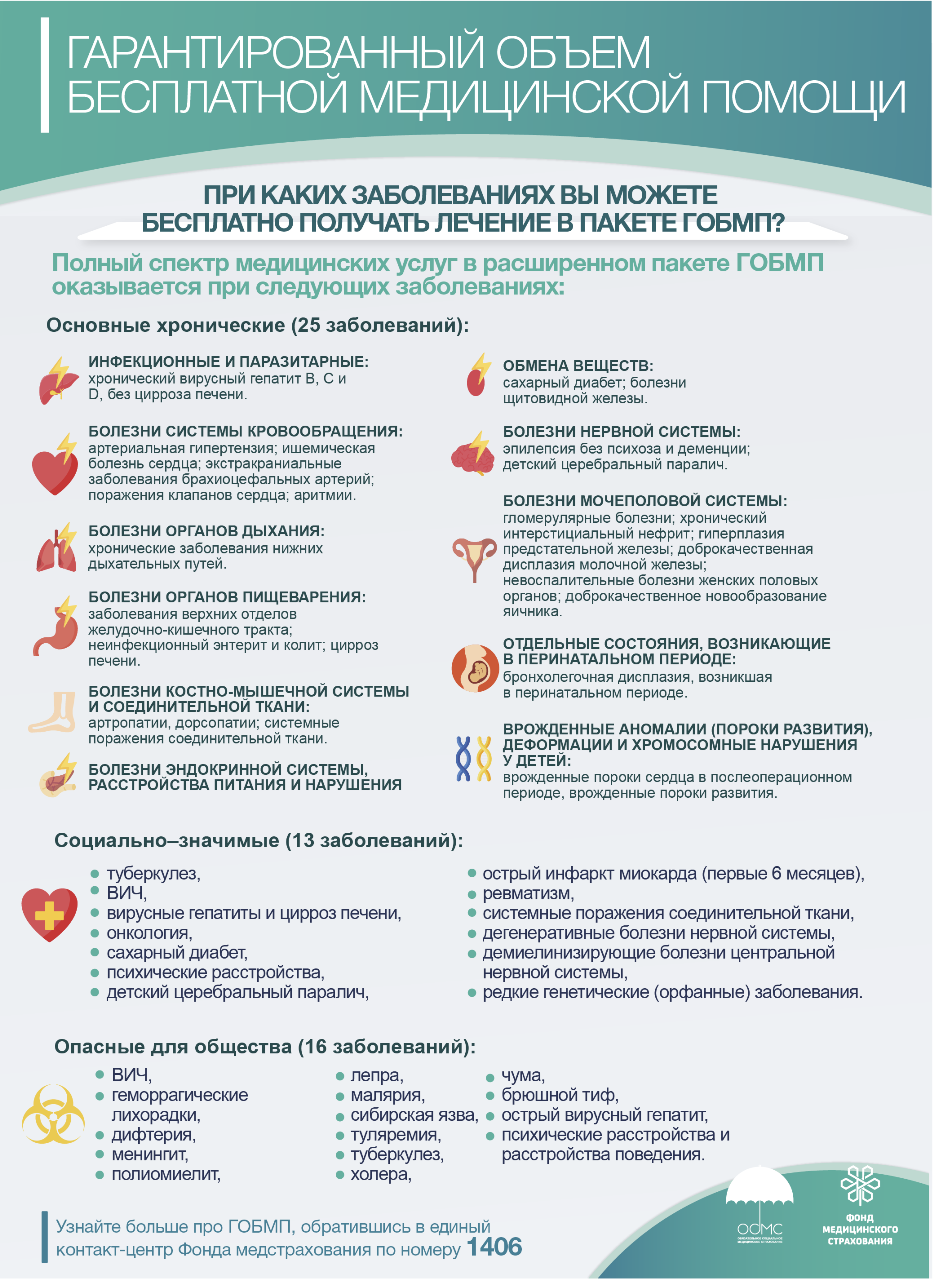 ГАРАНТИРОВАННЫЙ ОБЪЕМ
БЕСПЛАТНОЙ МЕДИЦИНСКОЙ ПОМОЩИ
ПРИ КАКИХ ЗАБОЛЕВАНИЯХ ВЫ МОЖЕТЕ
БЕСПЛАТНО ПОЛУЧАТЬ ЛЕЧЕНИЕ В ПАКЕТЕ ГОБМП?
Полный спектр медицинских услуг в расширенном пакете ГОБМП
оказывается при следующих заболеваниях:
Основные хронические (25 заболеваний):
ИНФЕКЦИОННЫЕ И ПАРАЗИТАРНЫЕ:
хронический вирусный гепатит В, С и
D, без цирроза печени.
БОЛЕЗНИ СИСТЕМЫ КРОВООБРАЩЕНИЯ:
артериальная гипертензия; ишемическая
болезнь сердца; экстракраниальные
заболевания брахиоцефальных артерий;
поражения клапанов сердца; аритмии.
БОЛЕЗНИ ОРГАНОВ ДЫХАНИЯ:
хронические заболевания нижних
дыхательных путей.
БОЛЕЗНИ ОРГАНОВ ПИЩЕВАРЕНИЯ:
заболевания верхних отделов
желудочно-кишечного тракта;
неинфекционный энтерит и колит; цирроз
печени.
БОЛЕЗНИ КОСТНО-МЫШЕЧНОЙ СИСТЕМЫ
И СОЕДИНИТЕЛЬНОЙ ТКАНИ:
артропатии, дорсопатии; системные
поражения соединительной ткани.
БОЛЕЗНИ ЭНДОКРИННОЙ СИСТЕМЫ,
РАССТРОЙСТВА ПИТАНИЯ И НАРУШЕНИЯ
ОБМЕНА ВЕЩЕСТВ:
сахарный диабет; болезни
щитовидной железы.
БОЛЕЗНИ НЕРВНОЙ СИСТЕМЫ:
эпилепсия без психоза и деменции;
детский церебральный паралич.
БОЛЕЗНИ МОЧЕПОЛОВОЙ СИСТЕМЫ:
гломерулярные болезни; хронический
интерстициальный нефрит; гиперплазия
предстательной железы; доброкачественная
дисплазия молочной железы;
невоспалительные болезни женских половых
органов; доброкачественное новообразование
яичника.
ОТДЕЛЬНЫЕ СОСТОЯНИЯ, ВОЗНИКАЮЩИЕ
В ПЕРИНАТАЛЬНОМ ПЕРИОДЕ:
бронхолегочная дисплазия, возникшая
в перинатальном периоде.
ВРОЖДЕННЫЕ АНОМАЛИИ (ПОРОКИ РАЗВИТИЯ),
ДЕФОРМАЦИИ И ХРОМОСОМНЫЕ НАРУШЕНИЯ
У ДЕТЕЙ:
врожденные пороки сердца в послеоперационном
периоде, врожденные пороки развития.
Социально–значимые (13 заболеваний):
туберкулез,
ВИЧ,
вирусные гепатиты и цирроз печени,
онкология,
сахарный диабет,
психические расстройства,
детский церебральный паралич,
острый инфаркт миокарда (первые 6 месяцев),
ревматизм,
системные поражения соединительной ткани,
дегенеративные болезни нервной системы,
демиелинизирующие болезни центральной
нервной системы,
редкие генетические (орфанные) заболевания.
Опасные для общества (16 заболеваний):
ВИЧ,
геморрагические
лихорадки,
дифтерия,
менингит,
полиомиелит,
лепра,
малярия,
сибирская язва,
туляремия,
туберкулез,
холера,
чума,
брюшной тиф,
острый вирусный гепатит,
психические расстройства и
расстройства поведения.
Узнайте больше про ГОБМП, обратившись в единый
контакт-центр Фонда медстрахования по номеру 1406
ОСМС
ФОНД
МЕДИЦИНСКОГО
СТРАХОВАНИЯ